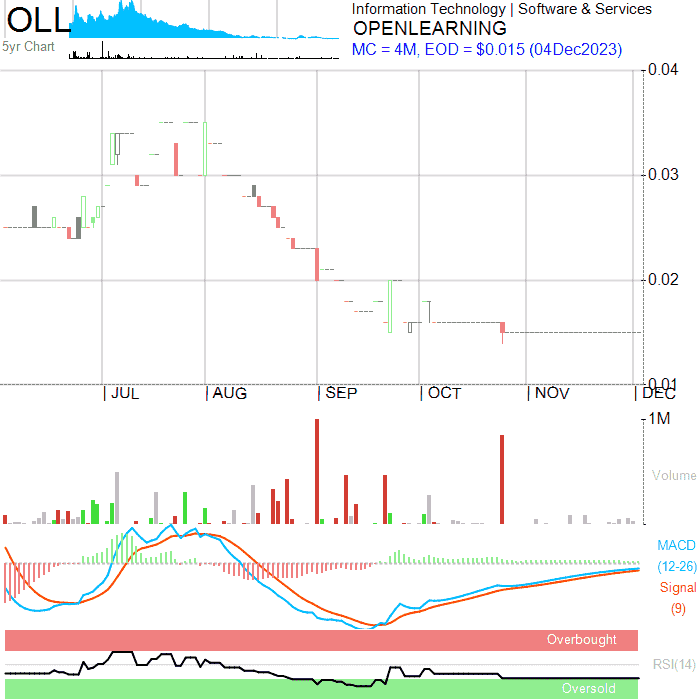 OLL
5yr Chart
Information Technology | Software & Services
OPENLEARNING
MC = 4M, EOD = $0.015 (04Dec2023)
0.04
0.03
0.02
0.01
JUL AUG SEP OCT NOV DEC
1M
Volume
MACD
(12-26)
Signal
(9)
Overbought
RSI(14)
Oversold